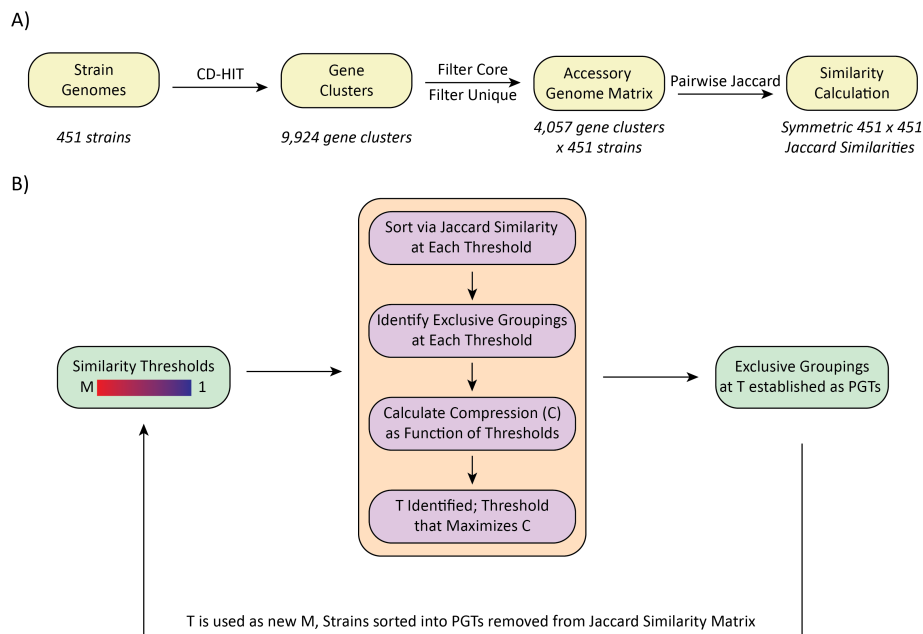 A)
Strain
Genomes
451 strains
CD-HIT
Gene
Clusters
9,924 gene clusters
Filter Core
Filter Unique
Accessory
Genome Matrix
4,057 gene clusters
x 451 strains
Pairwise Jaccard
Similarity
Calculation
Symmetric 451 x 451
Jaccard Similarities
B)
Similarity Thresholds
M 1
Sort via Jaccard Similarity
at Each Threshold
Identify Exclusive Groupings
at Each Threshold
Calculate Compression (C)
as Function of Thresholds
T Identified; Threshold
that Maximizes C
Exclusive Groupings
at T established as PGTs
T is used as new M, Strains sorted into PGTs removed from Jaccard Similarity Matrix